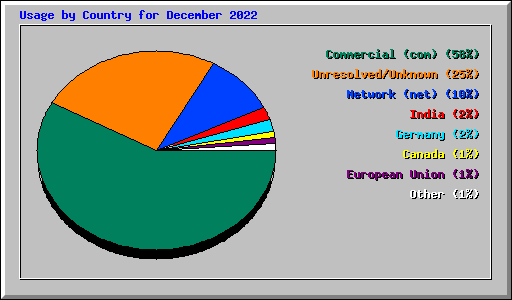 Usage by Country for December 2022
Commercial (com) (58%)
Unresolved/Unknown (25%)
Network (net) (10%)
India (2%)
Germany (2%)
Canada (1%)
European Union (1%)
Other (1%)